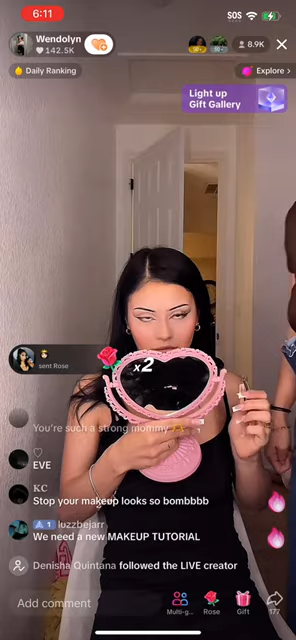 6:11
SOS
Wendolyn
142.5K
8.9K
Daily Ranking
Explore >
Light up
Gift Gallery
sent Rose
x2
You're such a strong mommy
EVE
KC
Stop your makeup looks so bombbbb
1 luzzbejarr
We need a new MAKEUP TUTORIAL
Denisha Quintana followed the LIVE creator
Add comment
Multi-g...
Rose
Gift
177